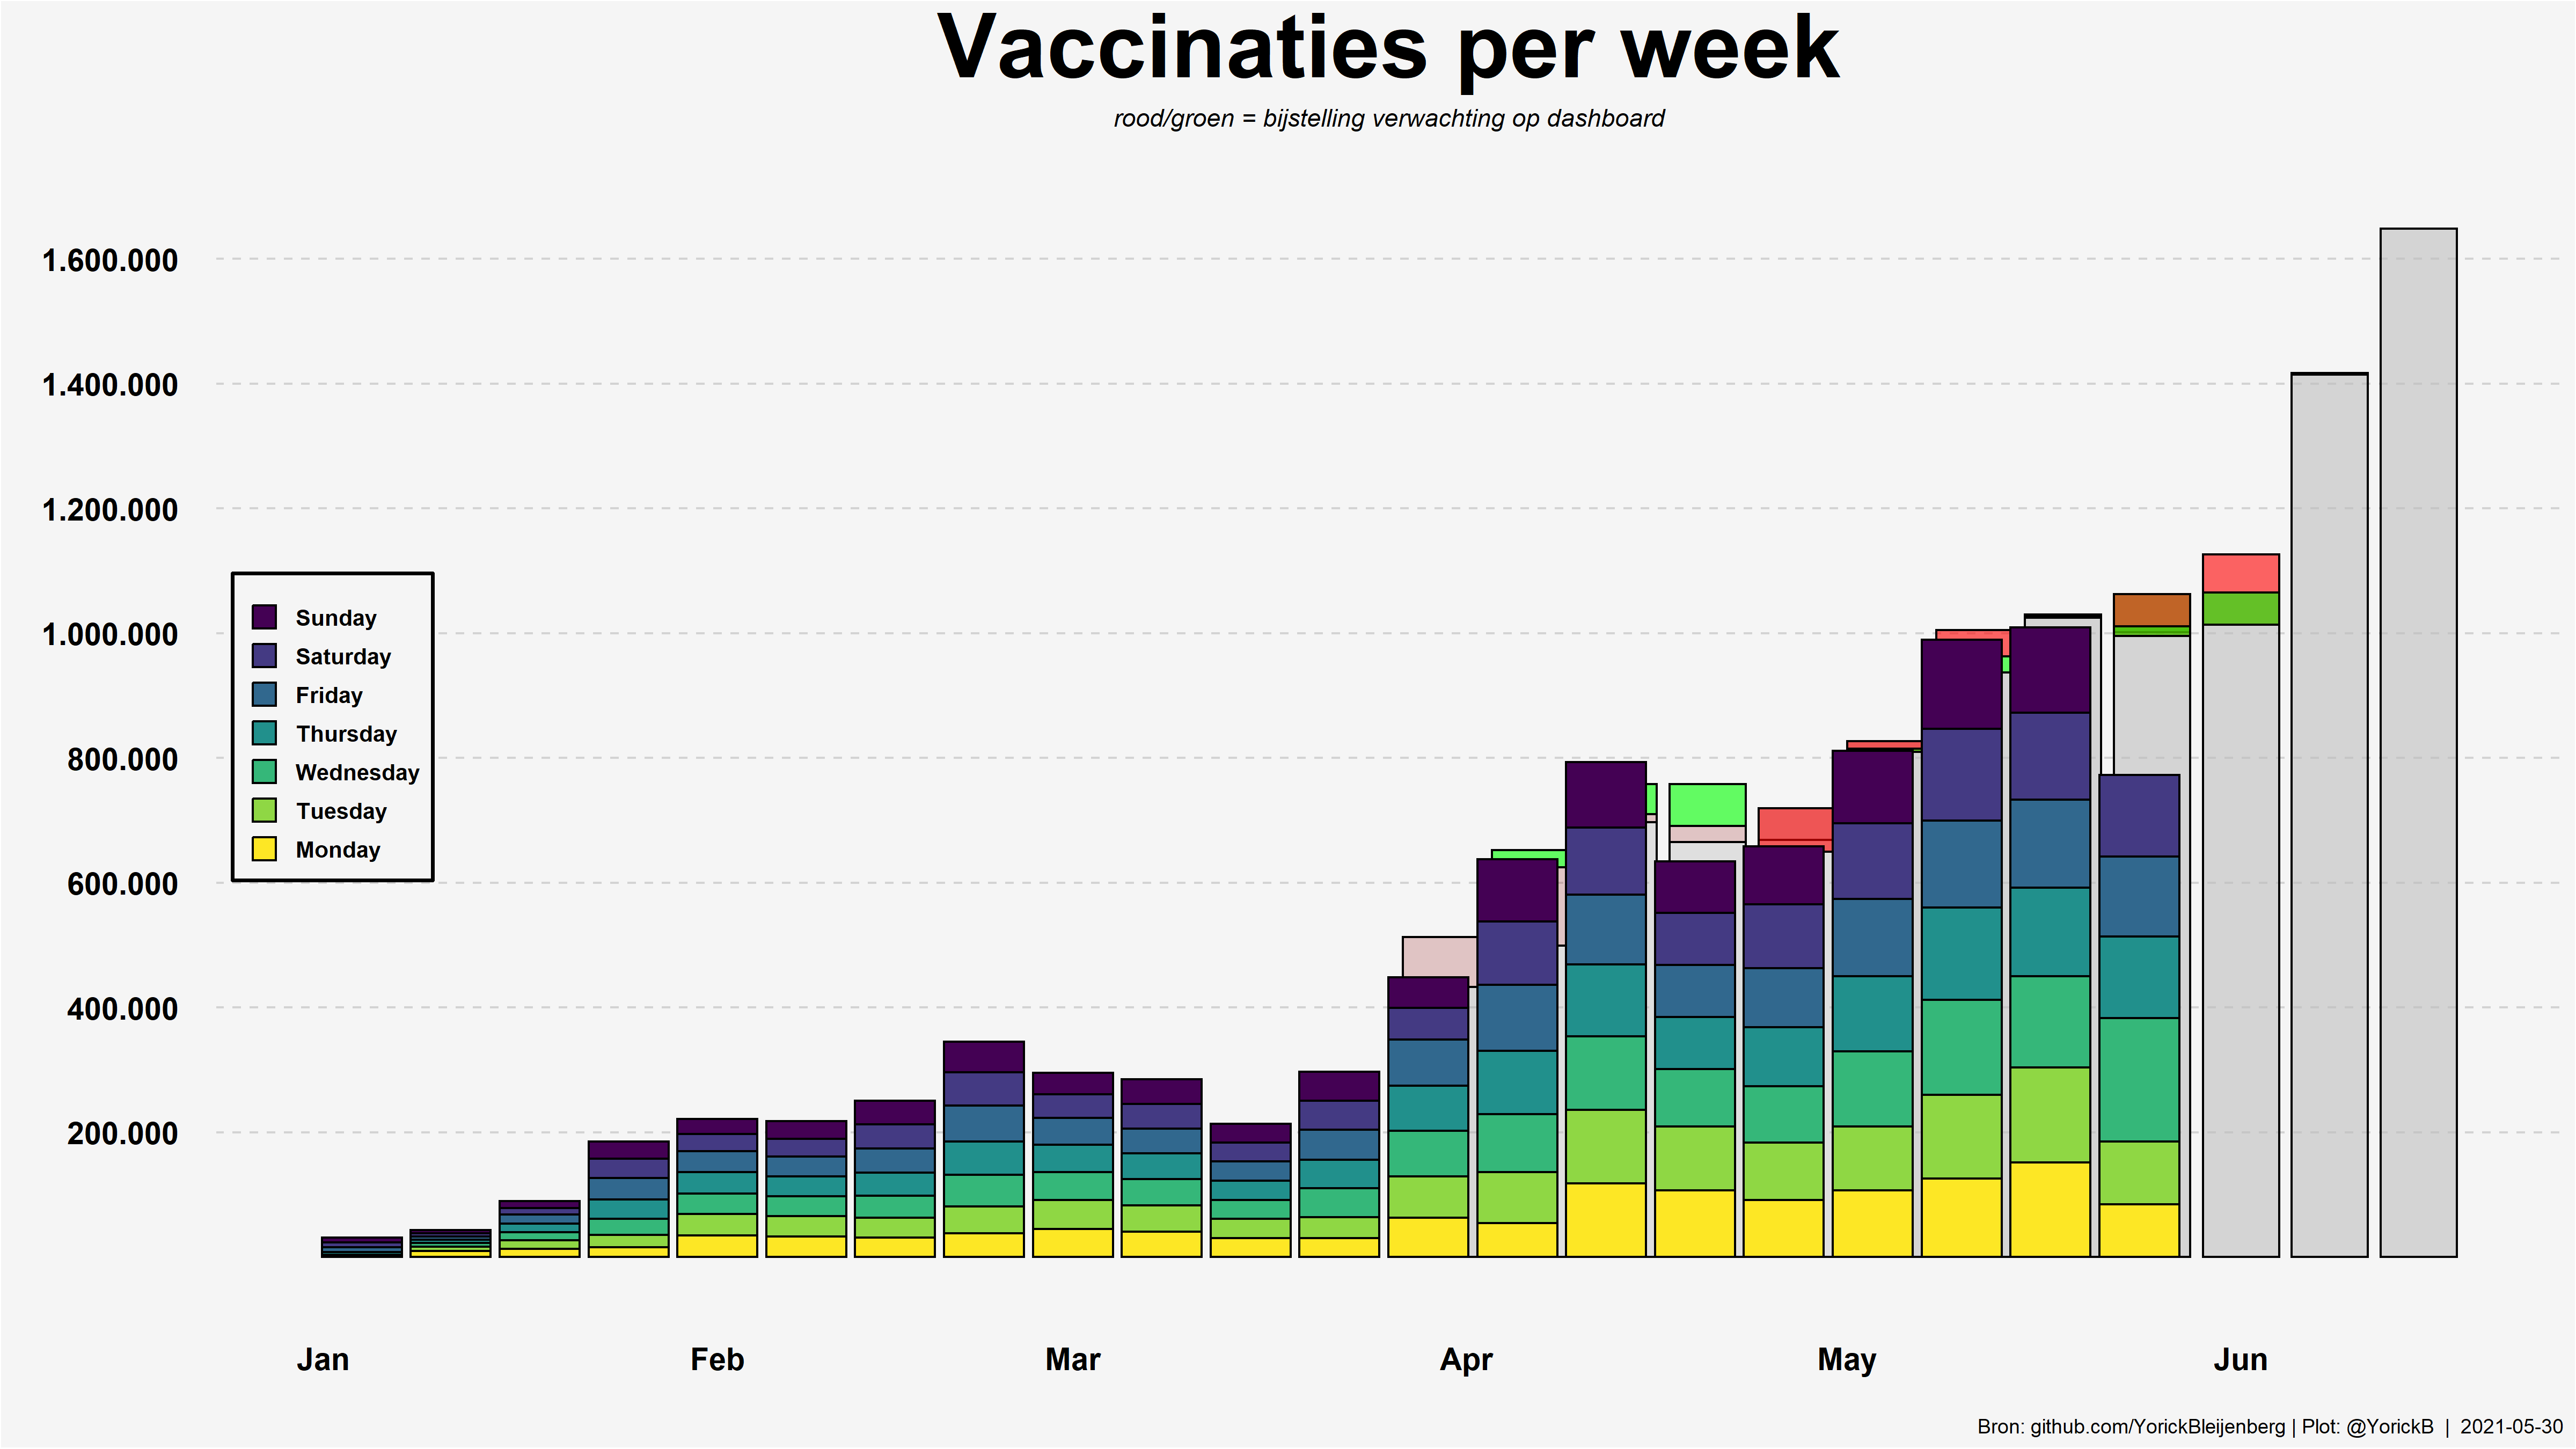 Vaccinaties per week
rood/groen = bijstelling verwachting op dashboard
1.600.000
1.400.000
1.200.000
1.000.000
800.000
600.000
400.000
200.000
Sunday
Saturday
Friday
Thursday
Wednesday
Tuesday
Monday
Jan Feb Mar Apr May Jun
Bron: github.com/YorickBleijenberg | Plot: @YorickB | 2021-05-30